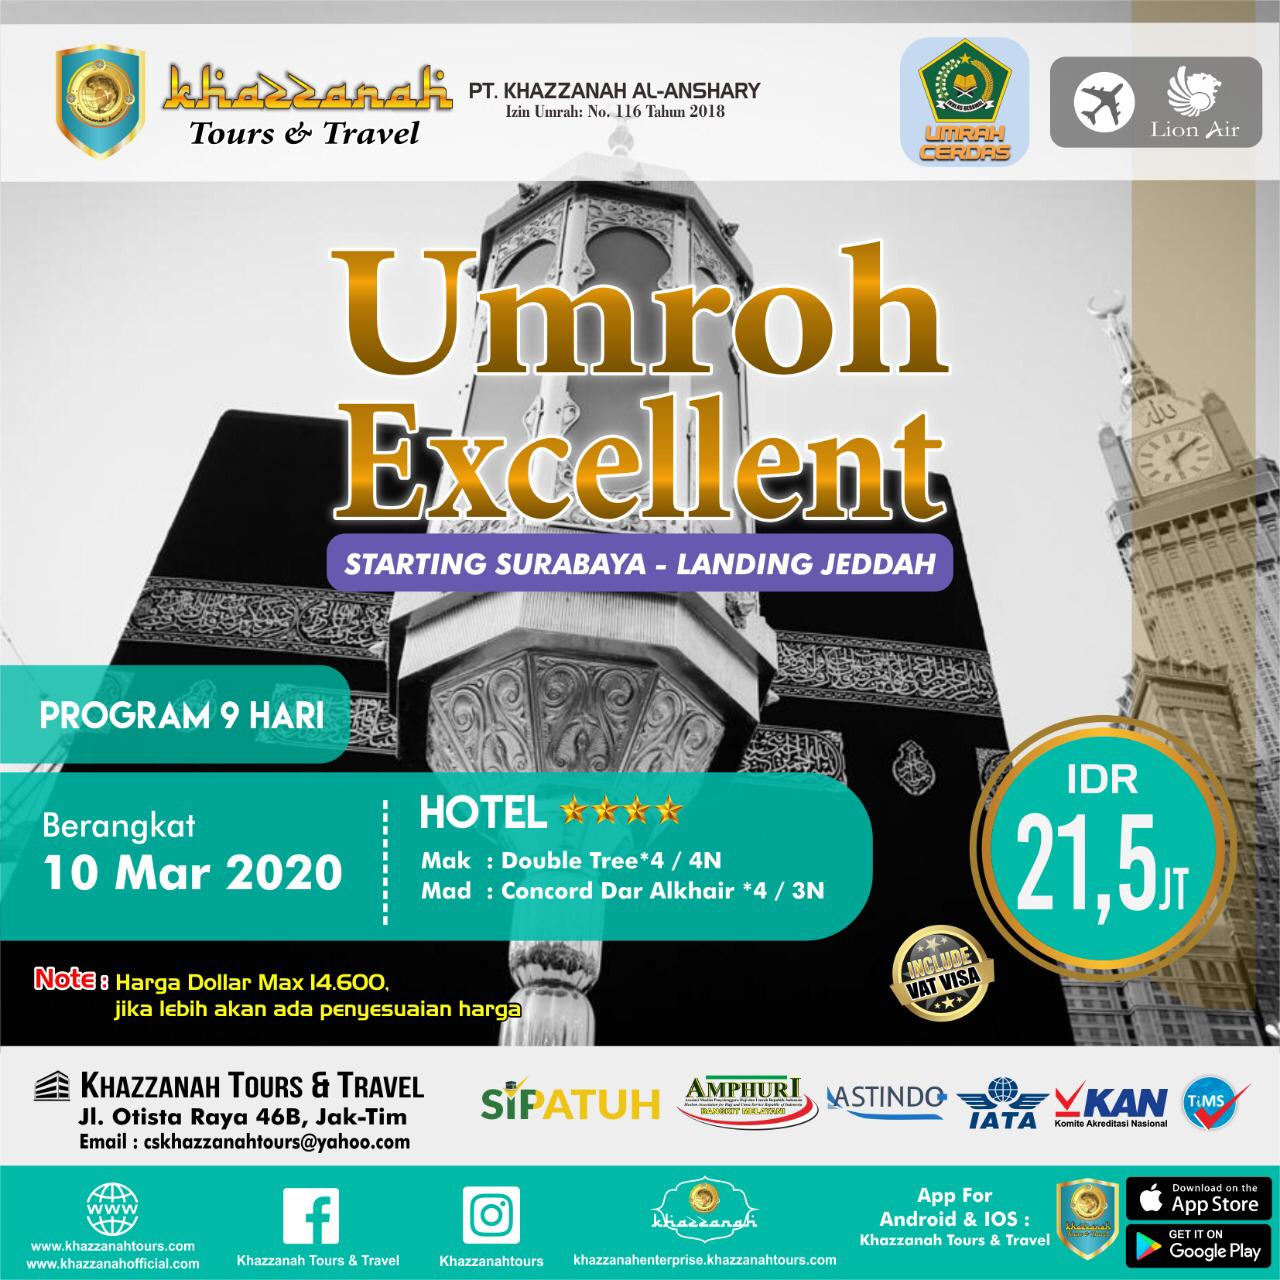 khazzanah
Tours & Travel
PT. KHAZZANAH AL-ANSHARY
Izin Umrah: No. 116 Tahun 2018
UMRAH
CERDAS
Lion Air
Umroh
Excellent
STARTING SURABAYA - LANDING JEDDAH
PROGRAM 9 HARI
Berangkat
10 Mar 2020
HOTEL
Mak : Double Tree*4 / 4N
Mad : Concord Dar Alkhair *4 / 3N
IDR
21,5JT
INCLUDE
VAT VISA
Note : Harga Dollar Max 14.600,
jika lebih akan ada penyesuaian harga
KHAZZANAH TOURS & TRAVEL
Jl. Otista Raya 46B, Jak-Tim
Email : cskhazzanahtours@yahoo.com
SIPATUH
AMPHURI
BANGKIT MELAYANI
ASTINDO
IATA
KAN
Komite Akreditasi Nasional
TiMS
www
www.khazzanahtours.com
www.khazzanahofficial.com
Khazzanah Tours & Travel
Khazzanahtours
khazzanah
khazzanahenterprise.khazzanahtours.com
App For
Android & IOS :
Khazzanah Tours & Travel
Download on the
App Store
GET IT ON
Google Play